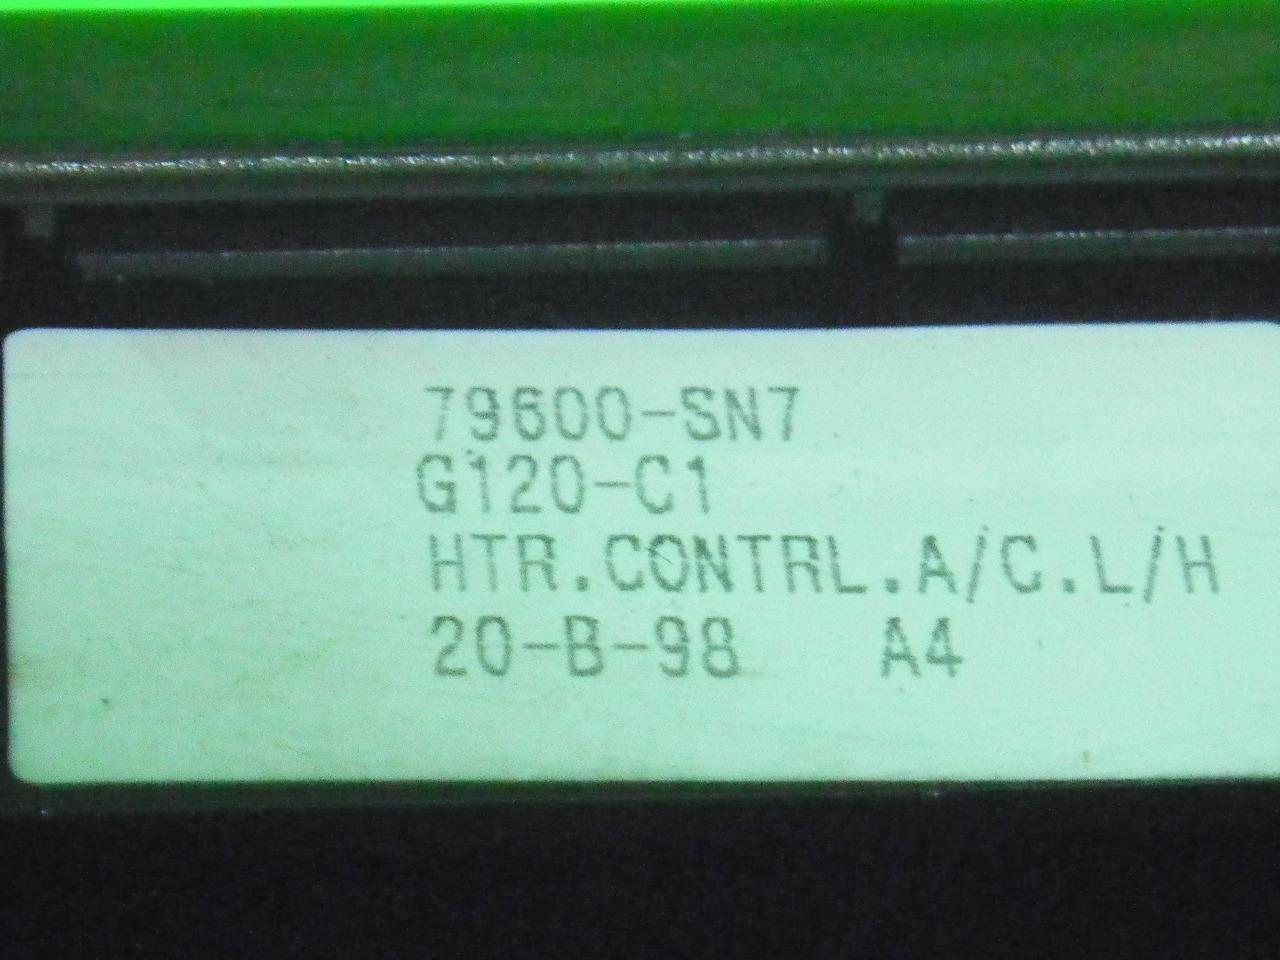 79600-SN7
G120-C1
HTR.CONTRL.A/C.L/H
20-B-98 A4